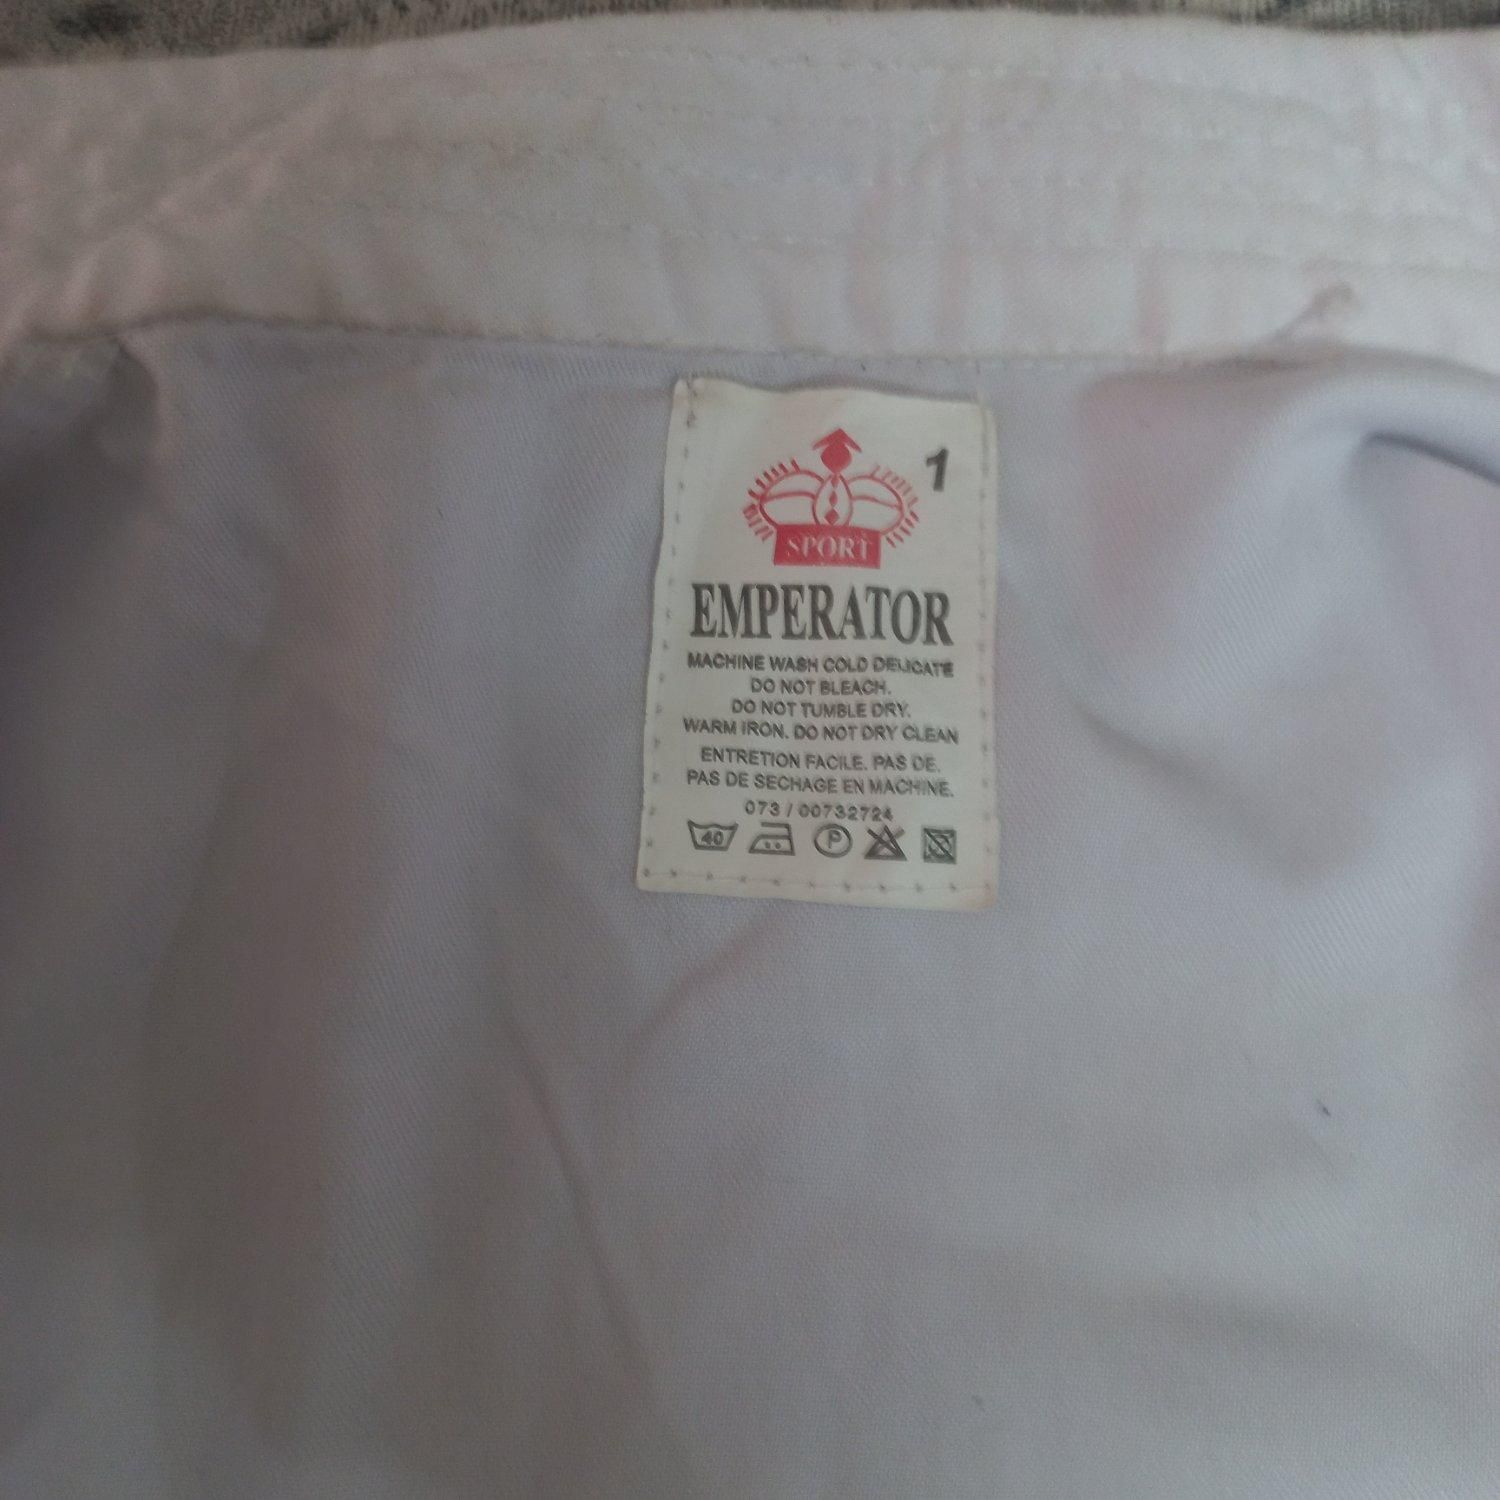 1
SPORT
EMPERATOR
MACHINE WASH COLD DELICATE
DO NOT BLEACH.
DO NOT TUMBLE DRY.
WARM IRON. DO NOT DRY CLEAN
ENTRETION FACILE. PAS DE.
PAS DE SECHAGE EN MACHINE.
073 / 00732724
40 P